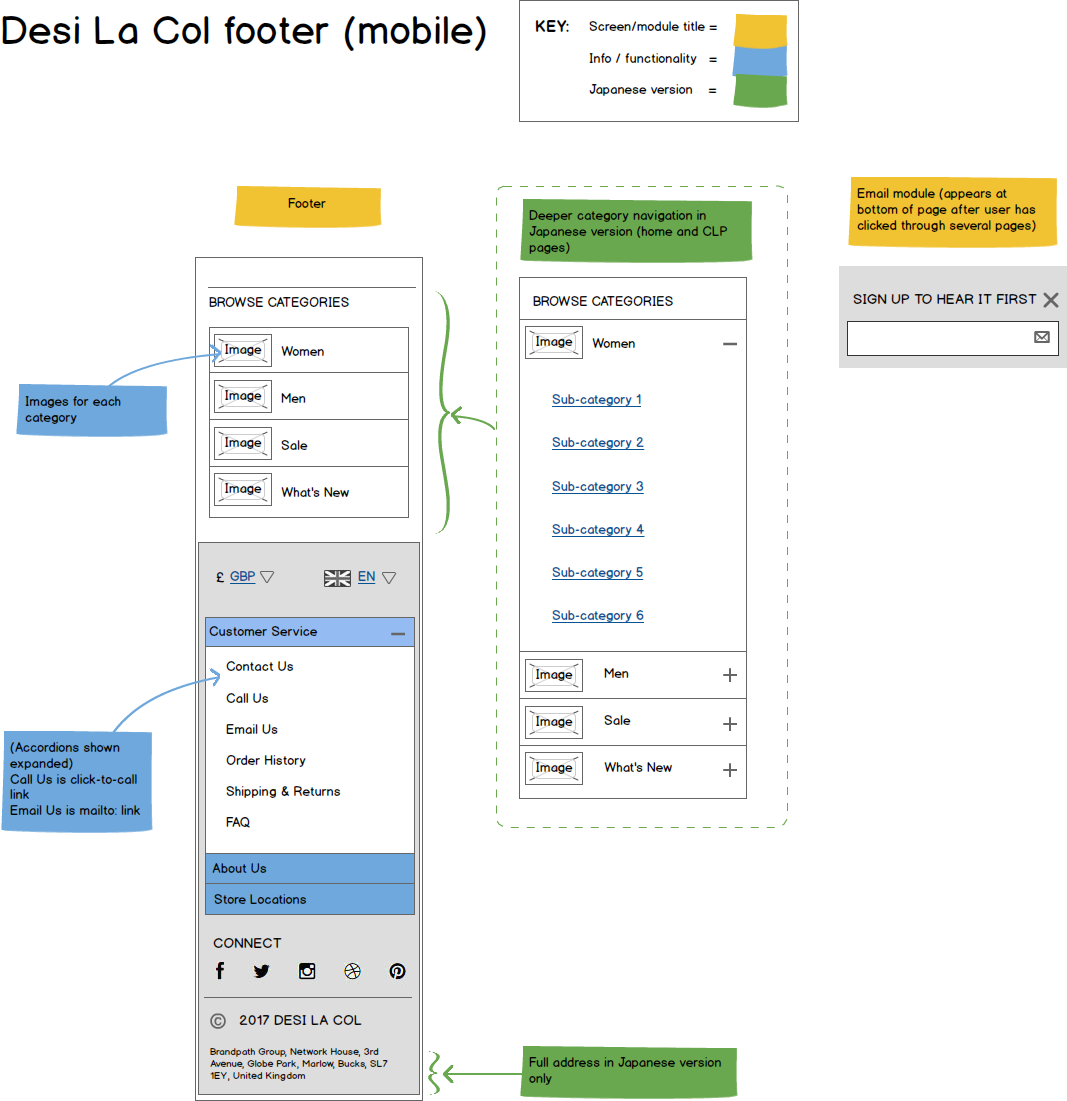 Desi La Col footer (mobile)
KEY:
Screen/module title =
Info / functionality =
Japanese version =
Footer
BROWSE CATEGORIES
Image Women
Image Men
Image Sale
Image What's New
Images for each
category
£ GBP EN
Customer Service
Contact Us
Call Us
Email Us
Order History
Shipping & Returns
FAQ
(Accordions shown
expanded)
Call Us is click-to-call
link
Email Us is mailto: link
About Us
Store Locations
CONNECT
© 2017 DESI LA COL
Brandpath Group, Network House, 3rd
Avenue, Globe Park, Marlow, Bucks, SL7
1EY, United Kingdom
Full address in Japanese version
only
Deeper category navigation in
Japanese version (home and CLP
pages)
BROWSE CATEGORIES
Image Women
Sub-category 1
Sub-category 2
Sub-category 3
Sub-category 4
Sub-category 5
Sub-category 6
Image Men
Image Sale
Image What's New
Email module (appears at
bottom of page after user has
clicked through several pages)
SIGN UP TO HEAR IT FIRST